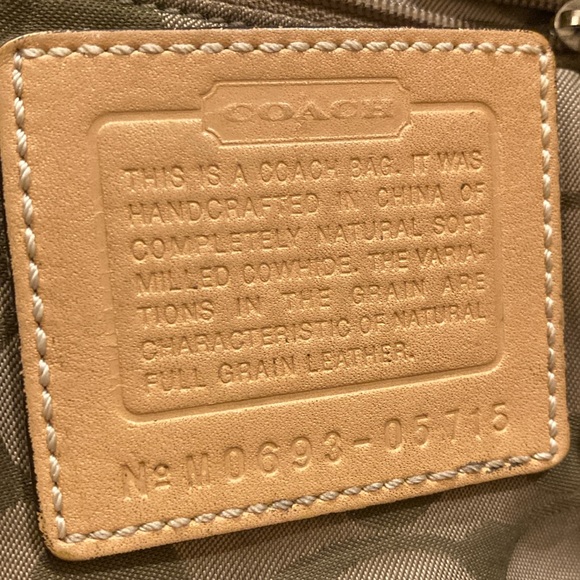 COACH
THIS IS A COACH BAG. IT WAS
HANDCRAFTED IN CHINA OF
COMPLETELY NATURAL SOFT
MILLED COWHIDE. THE VARIA-
TIONS IN THE GRAIN ARE
CHARACTERISTIC OF NATURAL
FULL GRAIN LEATHER.
Nº M0693-05715